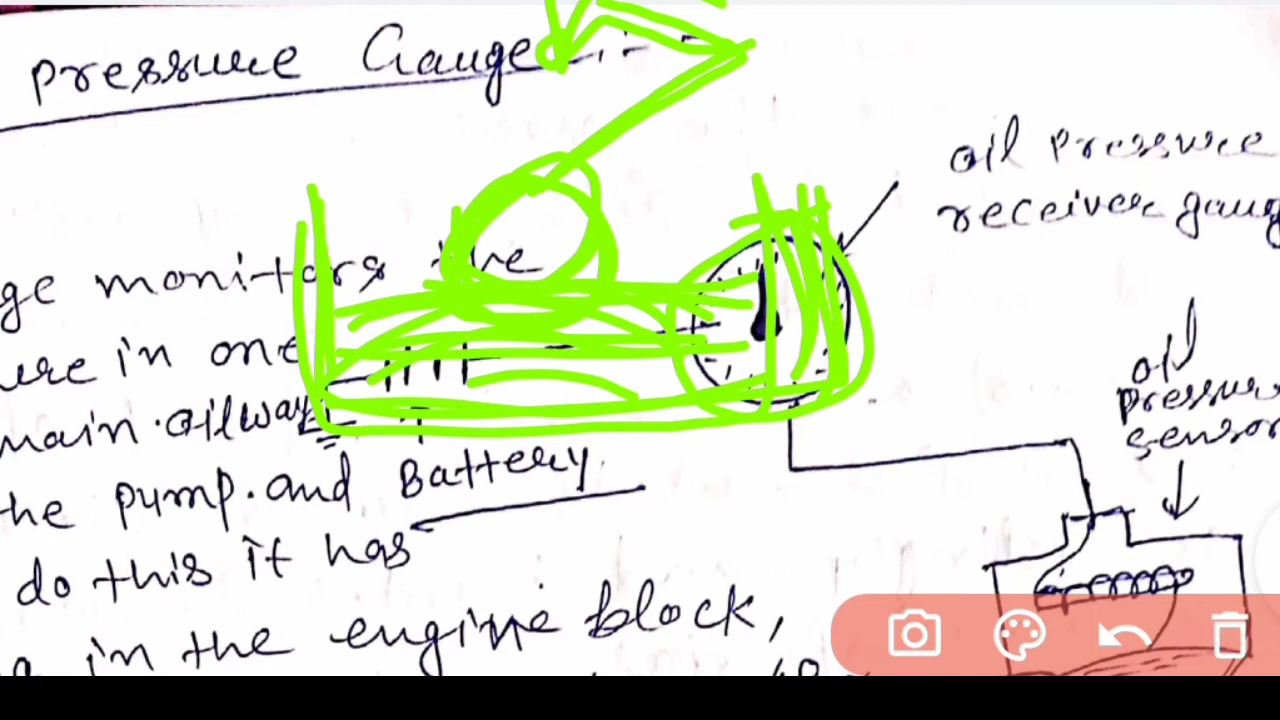 Pressure Gauge :-
oil Pressure
receiver gaug
ge monitors the
ure in one
main oilway
the pump. and Battery
do this it has
in the engine block,
oil
Pressur
sensor